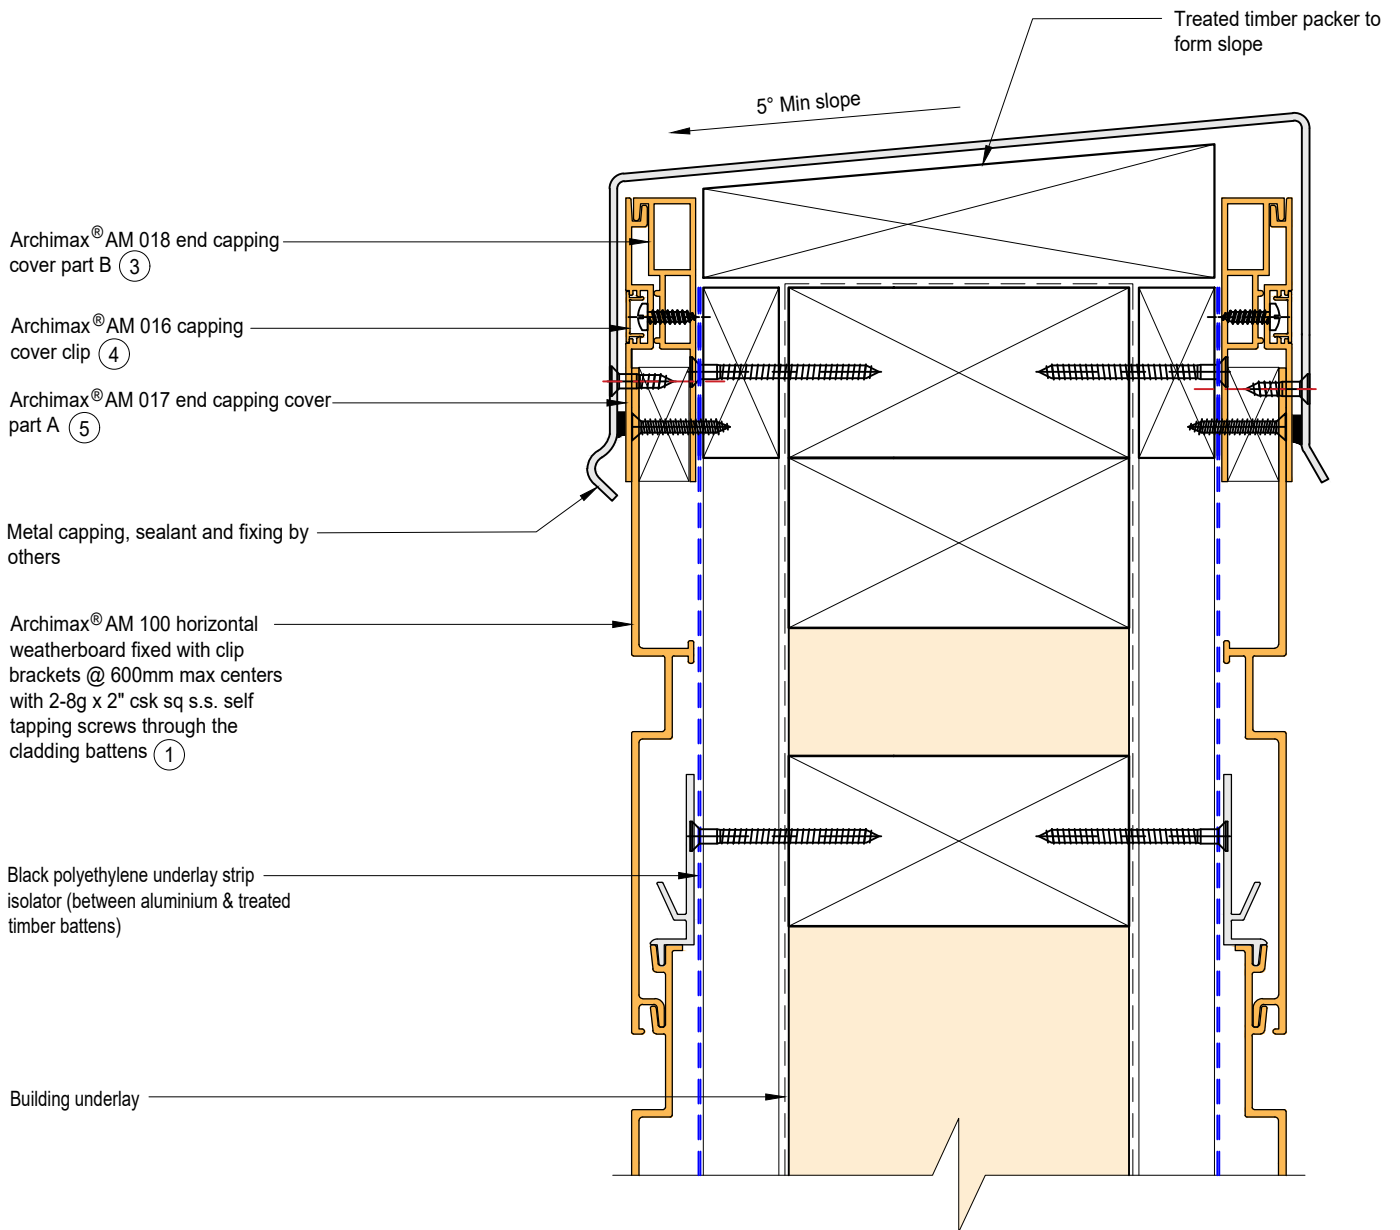 Treated timber packer to
form slope
5° Min slope
Archimax® AM 018 end capping
cover part B 3
Archimax® AM 016 capping
cover clip 4
Archimax® AM 017 end capping cover
part A 5
Metal capping, sealant and fixing by
others
Archimax® AM 100 horizontal
weatherboard fixed with clip
brackets @ 600mm max centers
with 2-8g x 2" csk sq s.s. self
tapping screws through the
cladding battens 1
Black polyethylene underlay strip
isolator (between aluminium & treated
timber battens)
Building underlay